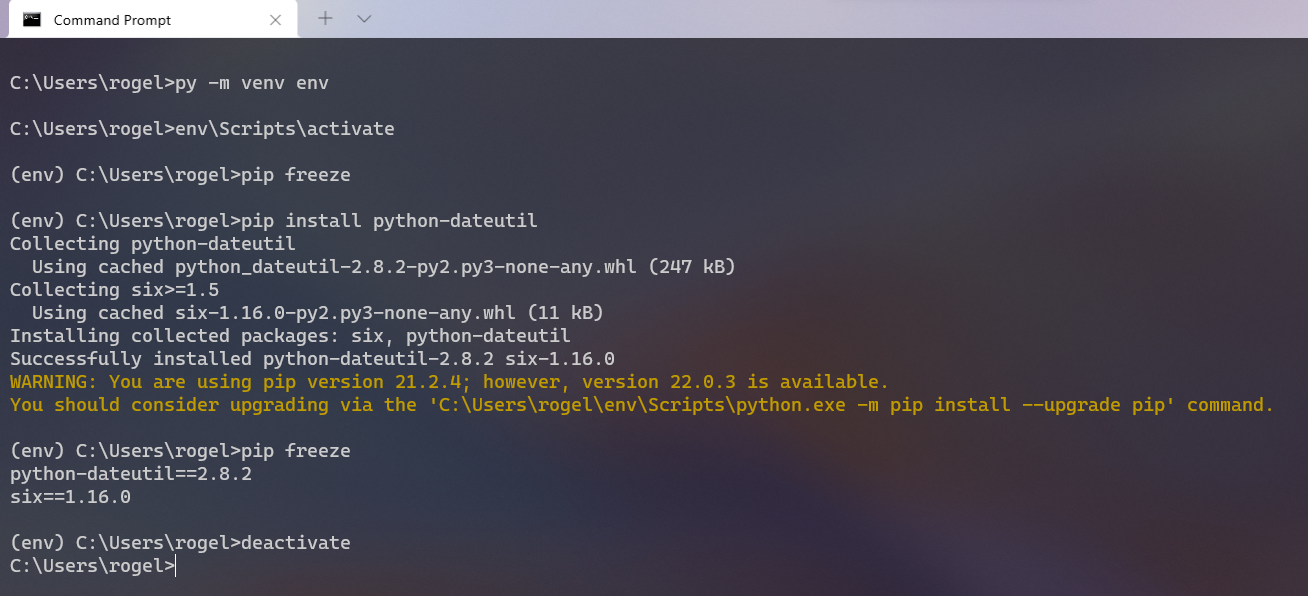 Command Prompt
C:\Users\rogel>py -m venv env
C:\Users\rogel>env\Scripts\activate
(env) C:\Users\rogel>pip freeze
(env) C:\Users\rogel>pip install python-dateutil
Collecting python-dateutil
  Using cached python_dateutil-2.8.2-py2.py3-none-any.whl (247 kB)
Collecting six>=1.5
  Using cached six-1.16.0-py2.py3-none-any.whl (11 kB)
Installing collected packages: six, python-dateutil
Successfully installed python-dateutil-2.8.2 six-1.16.0
WARNING: You are using pip version 21.2.4; however, version 22.0.3 is available.
You should consider upgrading via the 'C:\Users\rogel\env\Scripts\python.exe -m pip install --upgrade pip' command.
(env) C:\Users\rogel>pip freeze
python-dateutil==2.8.2
six==1.16.0
(env) C:\Users\rogel>deactivate
C:\Users\rogel>